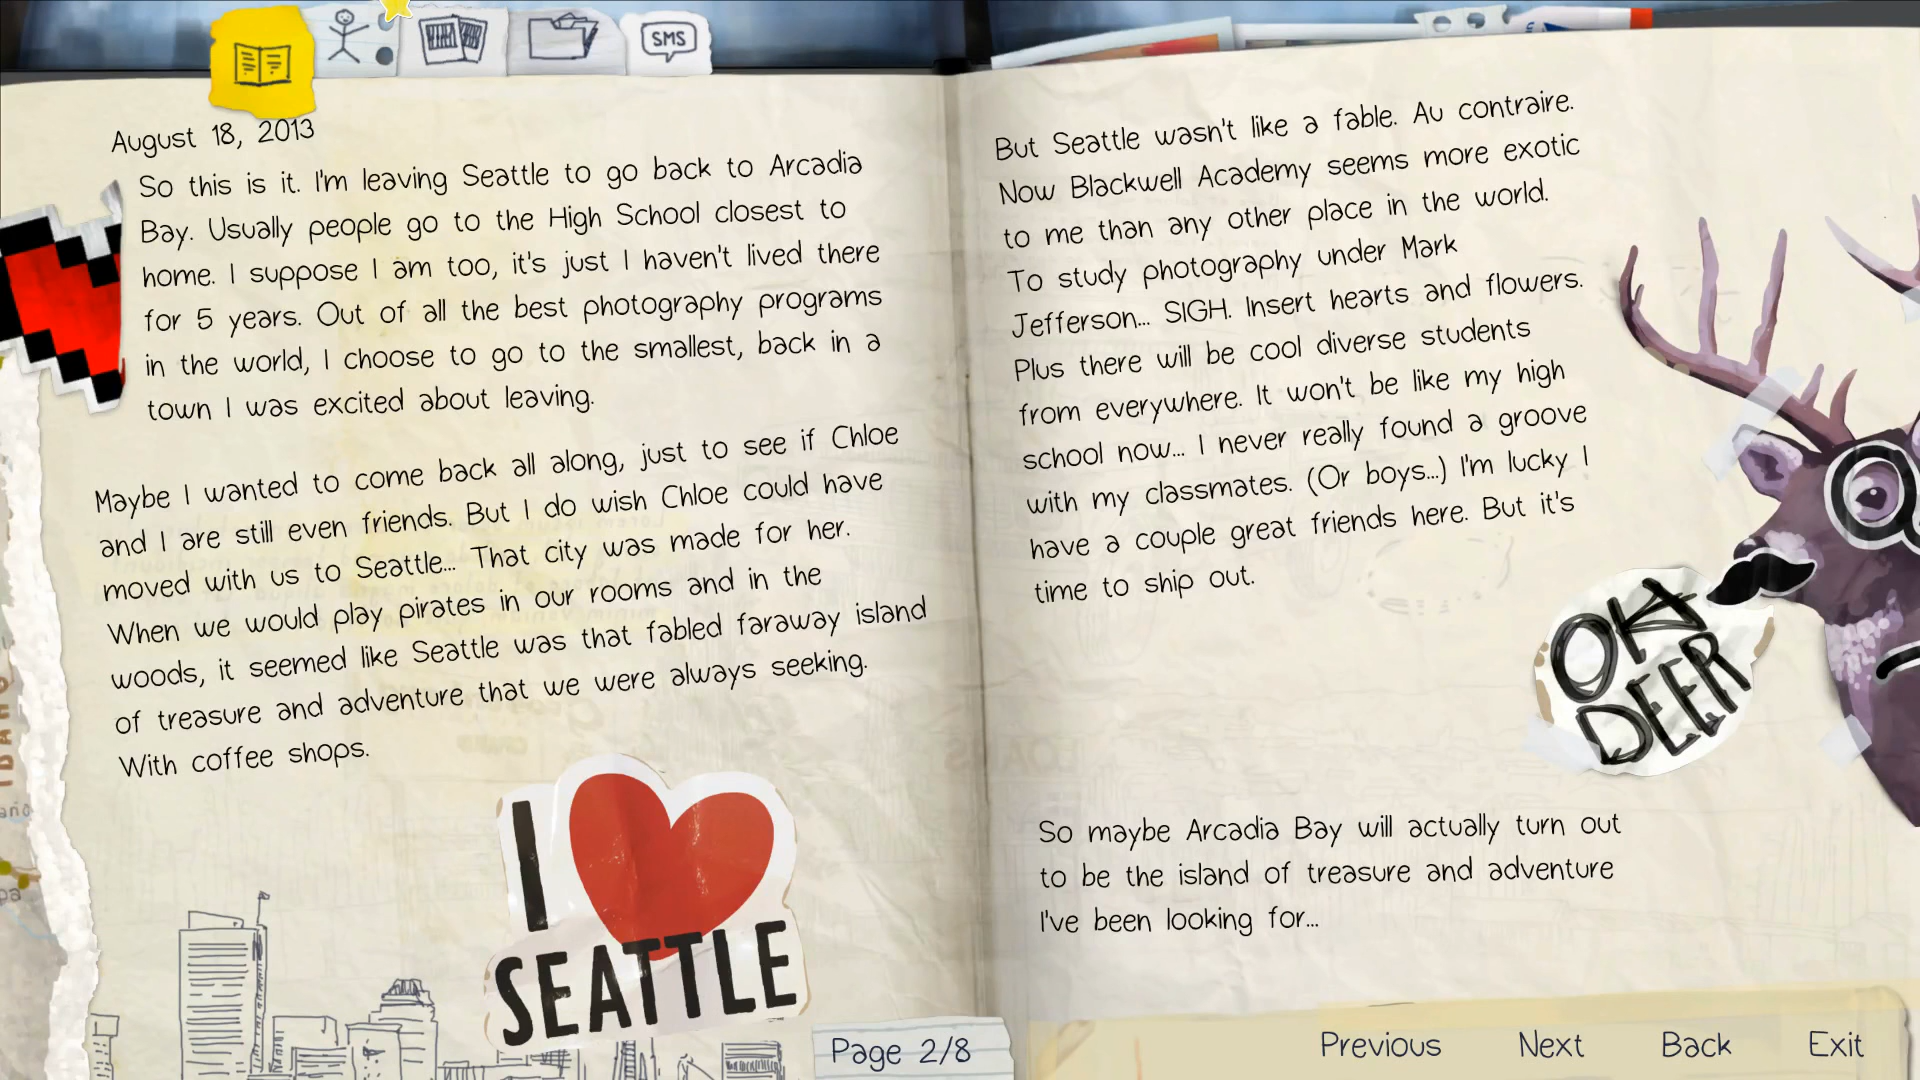 SMS
August 18, 2013
So this is it. I'm leaving Seattle to go back to Arcadia
Bay. Usually people go to the High School closest to
home. I suppose I am too, it's just I haven't lived there
for 5 years. Out of all the best photography programs
in the world, I choose to go to the smallest, back in a
town I was excited about leaving.
Maybe I wanted to come back all along, just to see if Chloe
and I are still even friends. But I do wish Chloe could have
moved with us to Seattle... That city was made for her.
When we would play pirates in our rooms and in the
woods, it seemed like Seattle was that fabled faraway island
of treasure and adventure that we were always seeking.
With coffee shops.
I
SEATTLE
Page 2/8
But Seattle wasn't like a fable. Au contraire.
Now Blackwell Academy seems more exotic
to me than any other place in the world.
To study photography under Mark
Jefferson... SIGH. Insert hearts and flowers.
Plus there will be cool diverse students
from everywhere. It won't be like my high
school now... I never really found a groove
with my classmates. (Or boys...) I'm lucky I
have a couple great friends here. But it's
time to ship out.
OH
DEER
So maybe Arcadia Bay will actually turn out
to be the island of treasure and adventure
I've been looking for...
Previous Next Back Exit